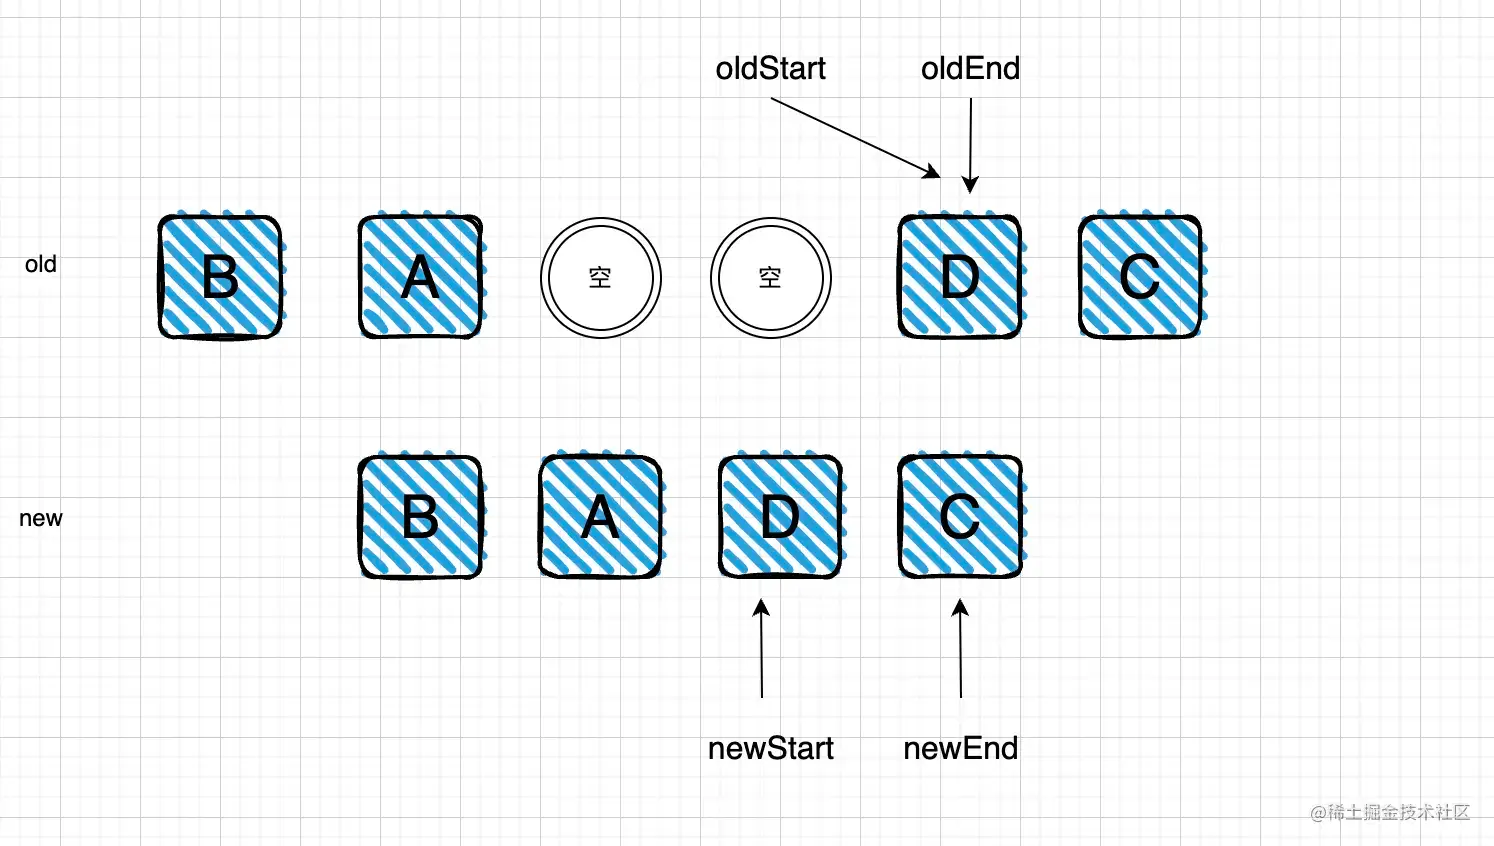 oldStart oldEnd
old B A 空 空 D C
new B A D C
newStart newEnd
@稀土掘金技术社区